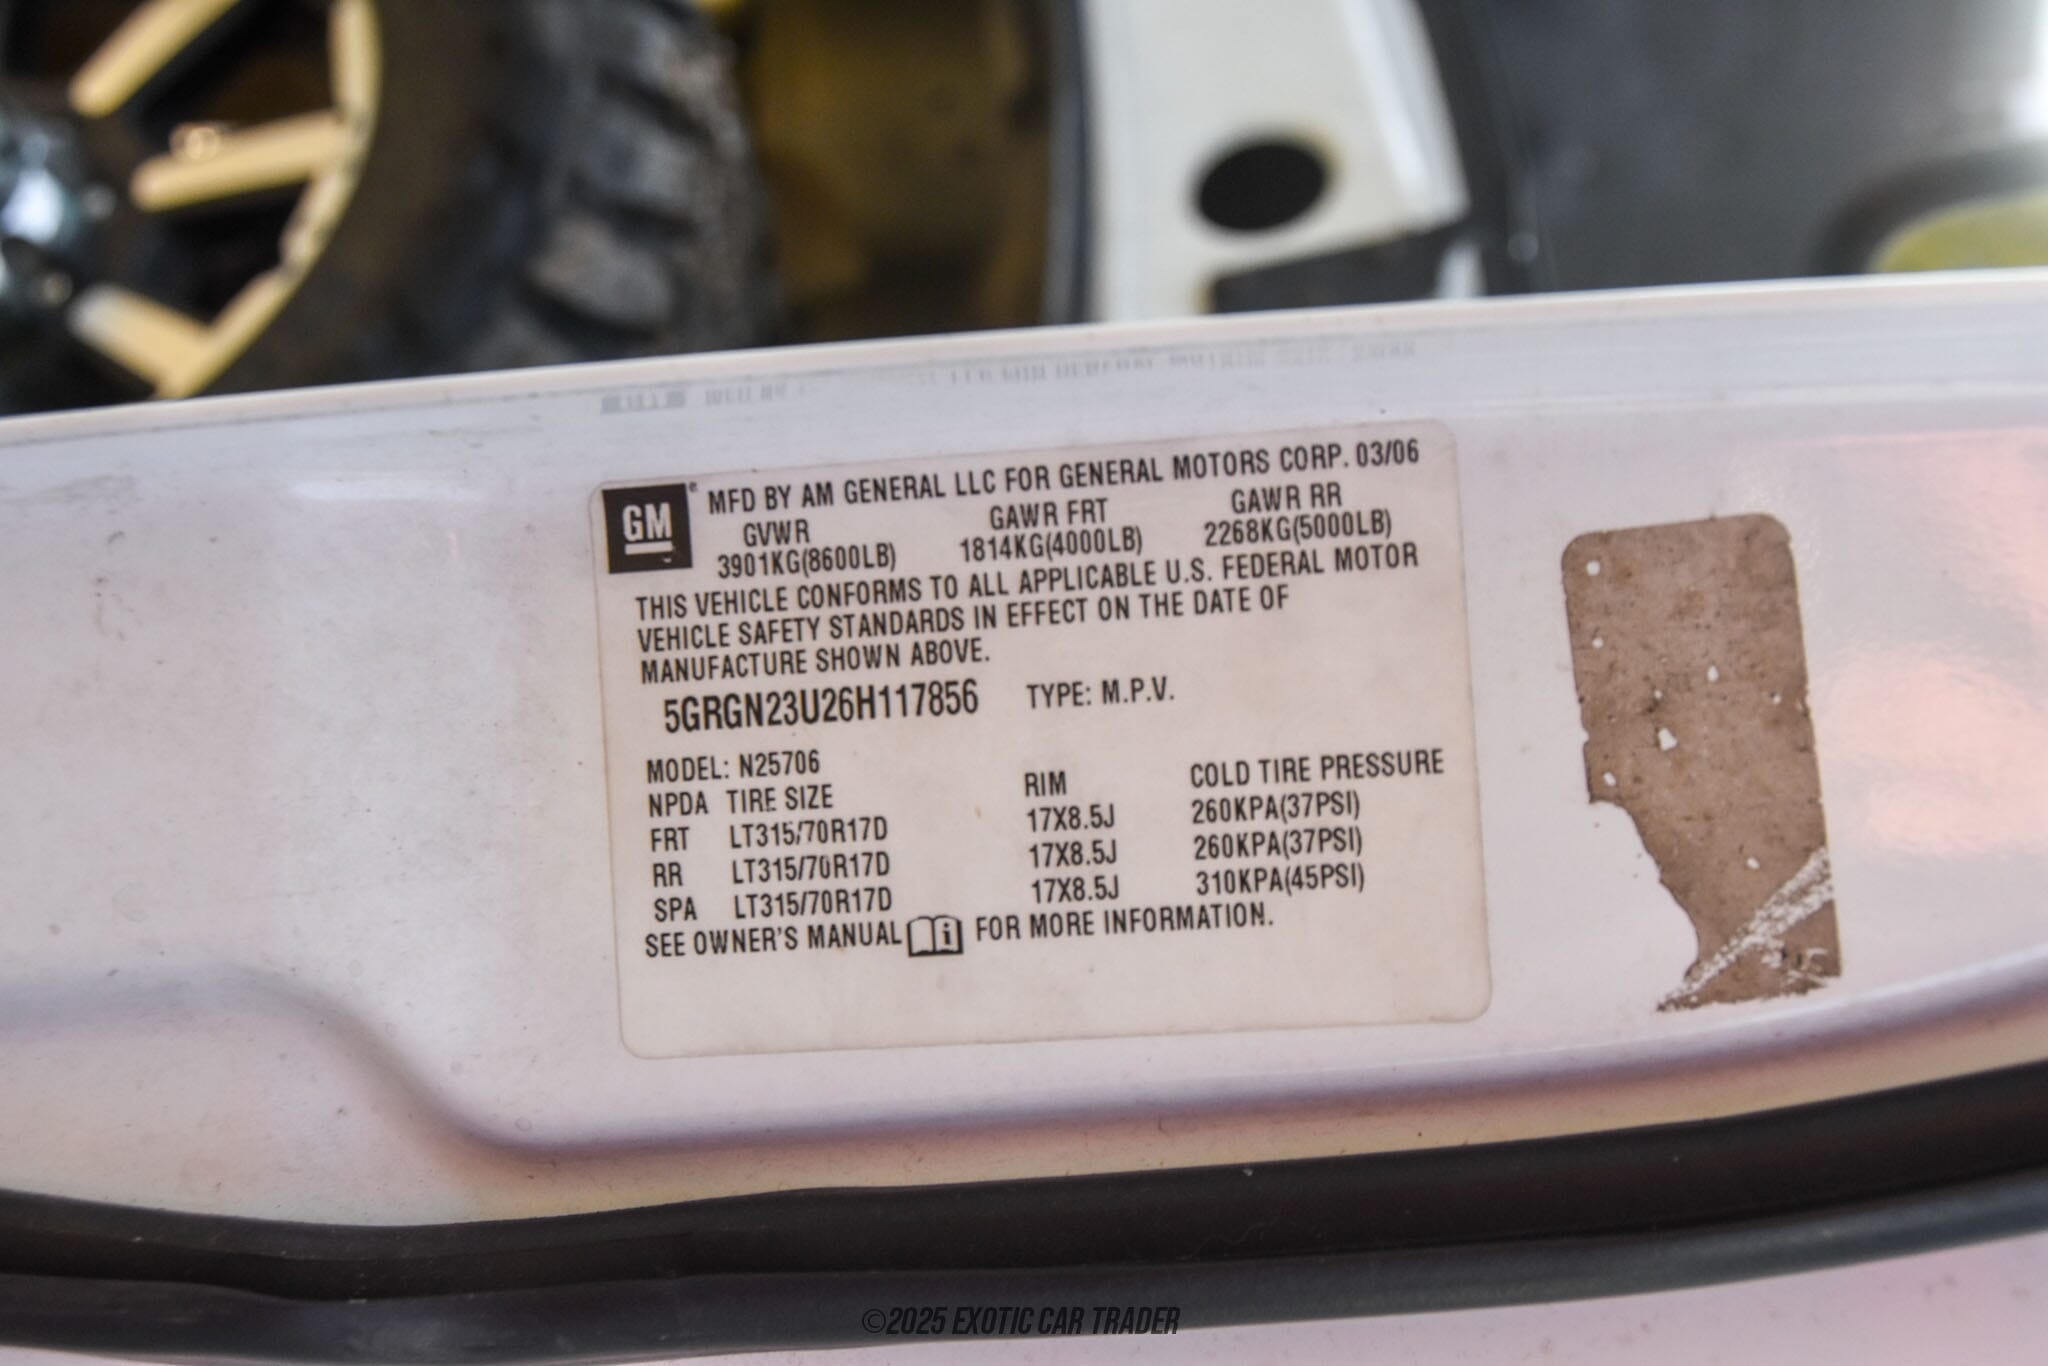 GM® MFD BY AM GENERAL LLC FOR GENERAL MOTORS CORP. 03/06
GVWR GAWR FRT GAWR RR
3901KG(8600LB) 1814KG(4000LB) 2268KG(5000LB)
THIS VEHICLE CONFORMS TO ALL APPLICABLE U.S. FEDERAL MOTOR
VEHICLE SAFETY STANDARDS IN EFFECT ON THE DATE OF
MANUFACTURE SHOWN ABOVE.
5GRGN23U26H117856 TYPE: M.P.V.
MODEL: N25706
NPDA TIRE SIZE RIM COLD TIRE PRESSURE
FRT LT315/70R17D 17X8.5J 260KPA(37PSI)
RR LT315/70R17D 17X8.5J 260KPA(37PSI)
SPA LT315/70R17D 17X8.5J 310KPA(45PSI)
SEE OWNER'S MANUAL i FOR MORE INFORMATION.
©2025 EXOTIC CAR TRADER